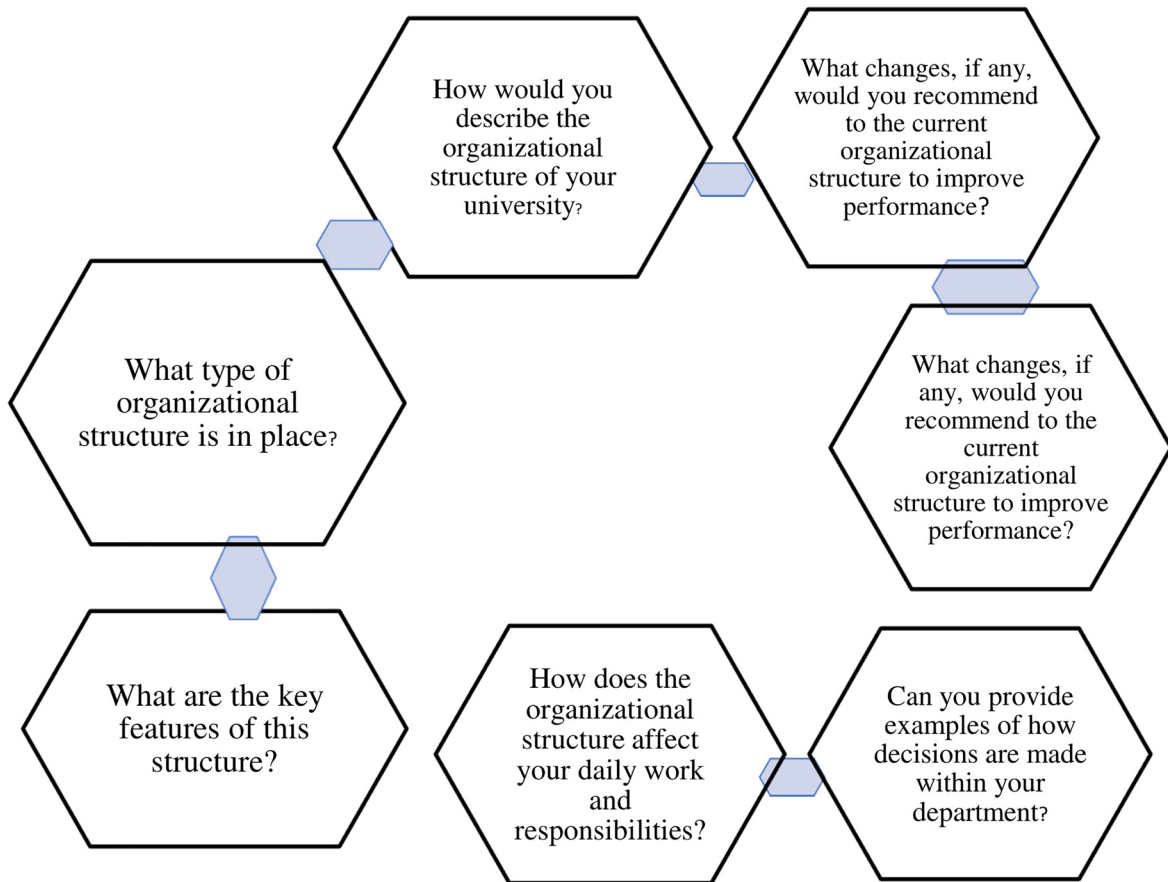 How would you
describe the
organizational
structure of your
university?
What changes, if any,
would you recommend
to the current
organizational
structure to improve
performance?
What type of
organizational
structure is in place?
What changes, if
any, would you
recommend to the
current
organizational
structure to improve
performance?
What are the key
features of this
structure?
How does the
organizational
structure affect
your daily work
and
responsibilities?
Can you provide
examples of how
decisions are made
within your
department?